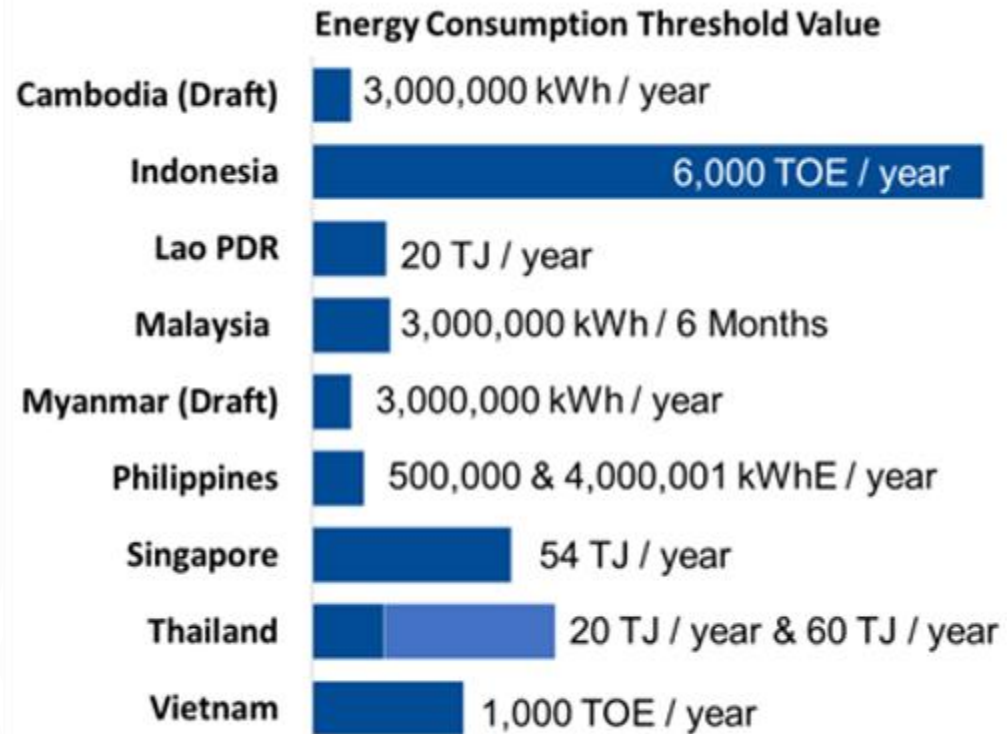 Energy Consumption Threshold Value
Cambodia (Draft) 3,000,000 kWh / year
Indonesia 6,000 TOE / year
Lao PDR 20 TJ / year
Malaysia 3,000,000 kWh / 6 Months
Myanmar (Draft) 3,000,000 kWh / year
Philippines 500,000 & 4,000,001 kWhE / year
Singapore 54 TJ / year
Thailand 20 TJ / year & 60 TJ / year
Vietnam 1,000 TOE / year